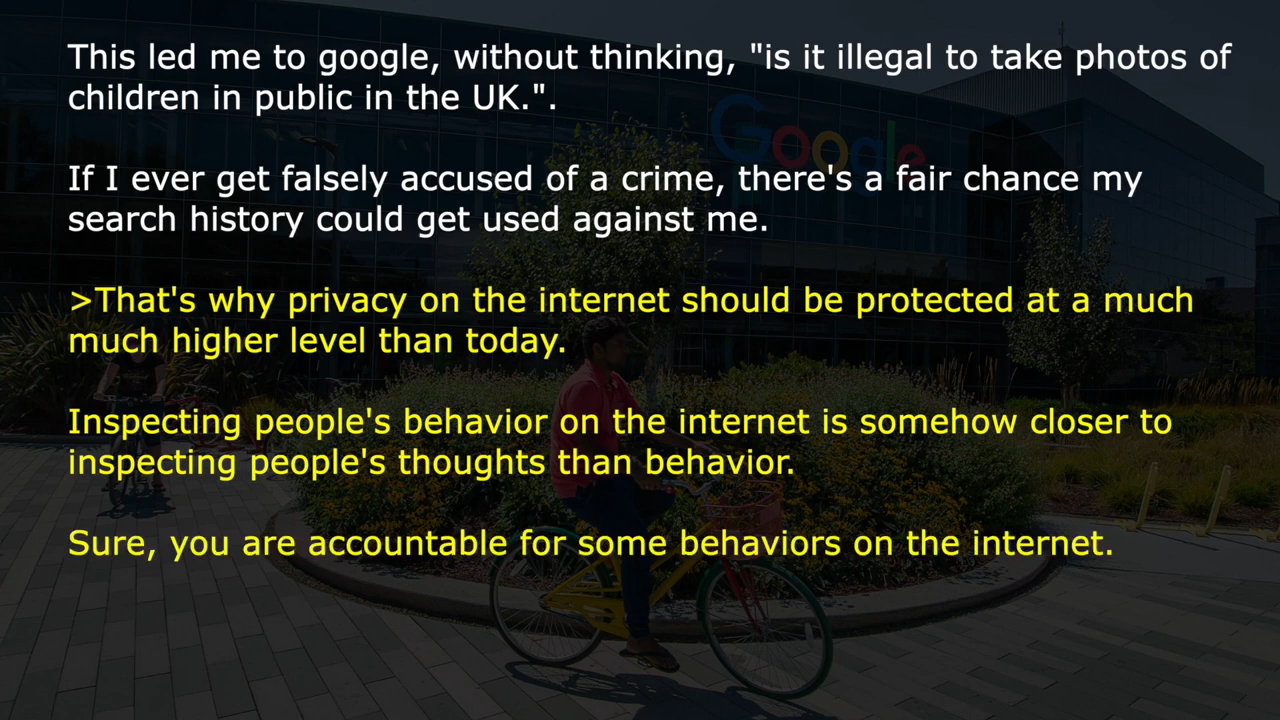 This led me to google, without thinking, "is it illegal to take photos of
children in public in the UK.".
If I ever get falsely accused of a crime, there's a fair chance my
search history could get used against me.
>That's why privacy on the internet should be protected at a much
much higher level than today.
Inspecting people's behavior on the internet is somehow closer to
inspecting people's thoughts than behavior.
Sure, you are accountable for some behaviors on the internet.
Google